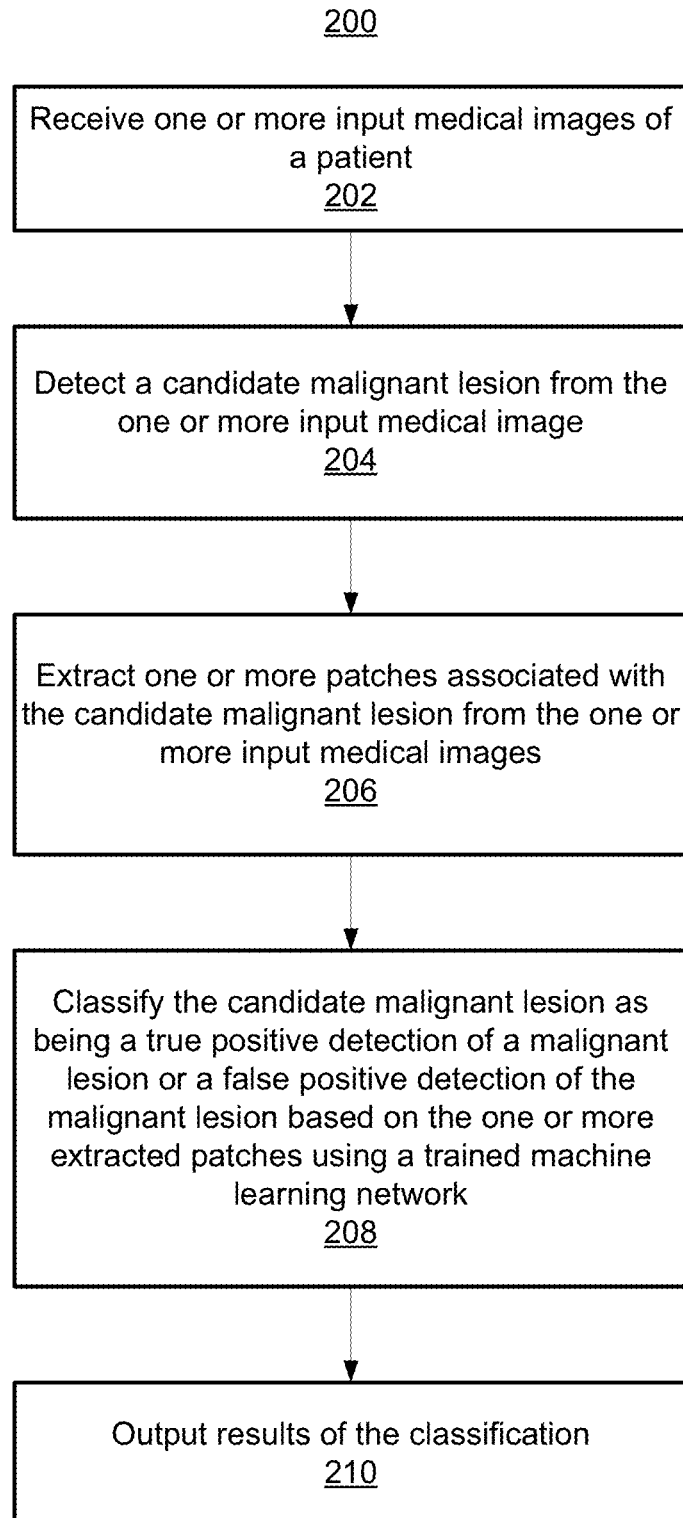 200
Receive one or more input medical images of
a patient
202
Detect a candidate malignant lesion from the
one or more input medical image
204
Extract one or more patches associated with
the candidate malignant lesion from the one or
more input medical images
206
Classify the candidate malignant lesion as
being a true positive detection of a malignant
lesion or a false positive detection of the
malignant lesion based on the one or more
extracted patches using a trained machine
learning network
208
Output results of the classification
210